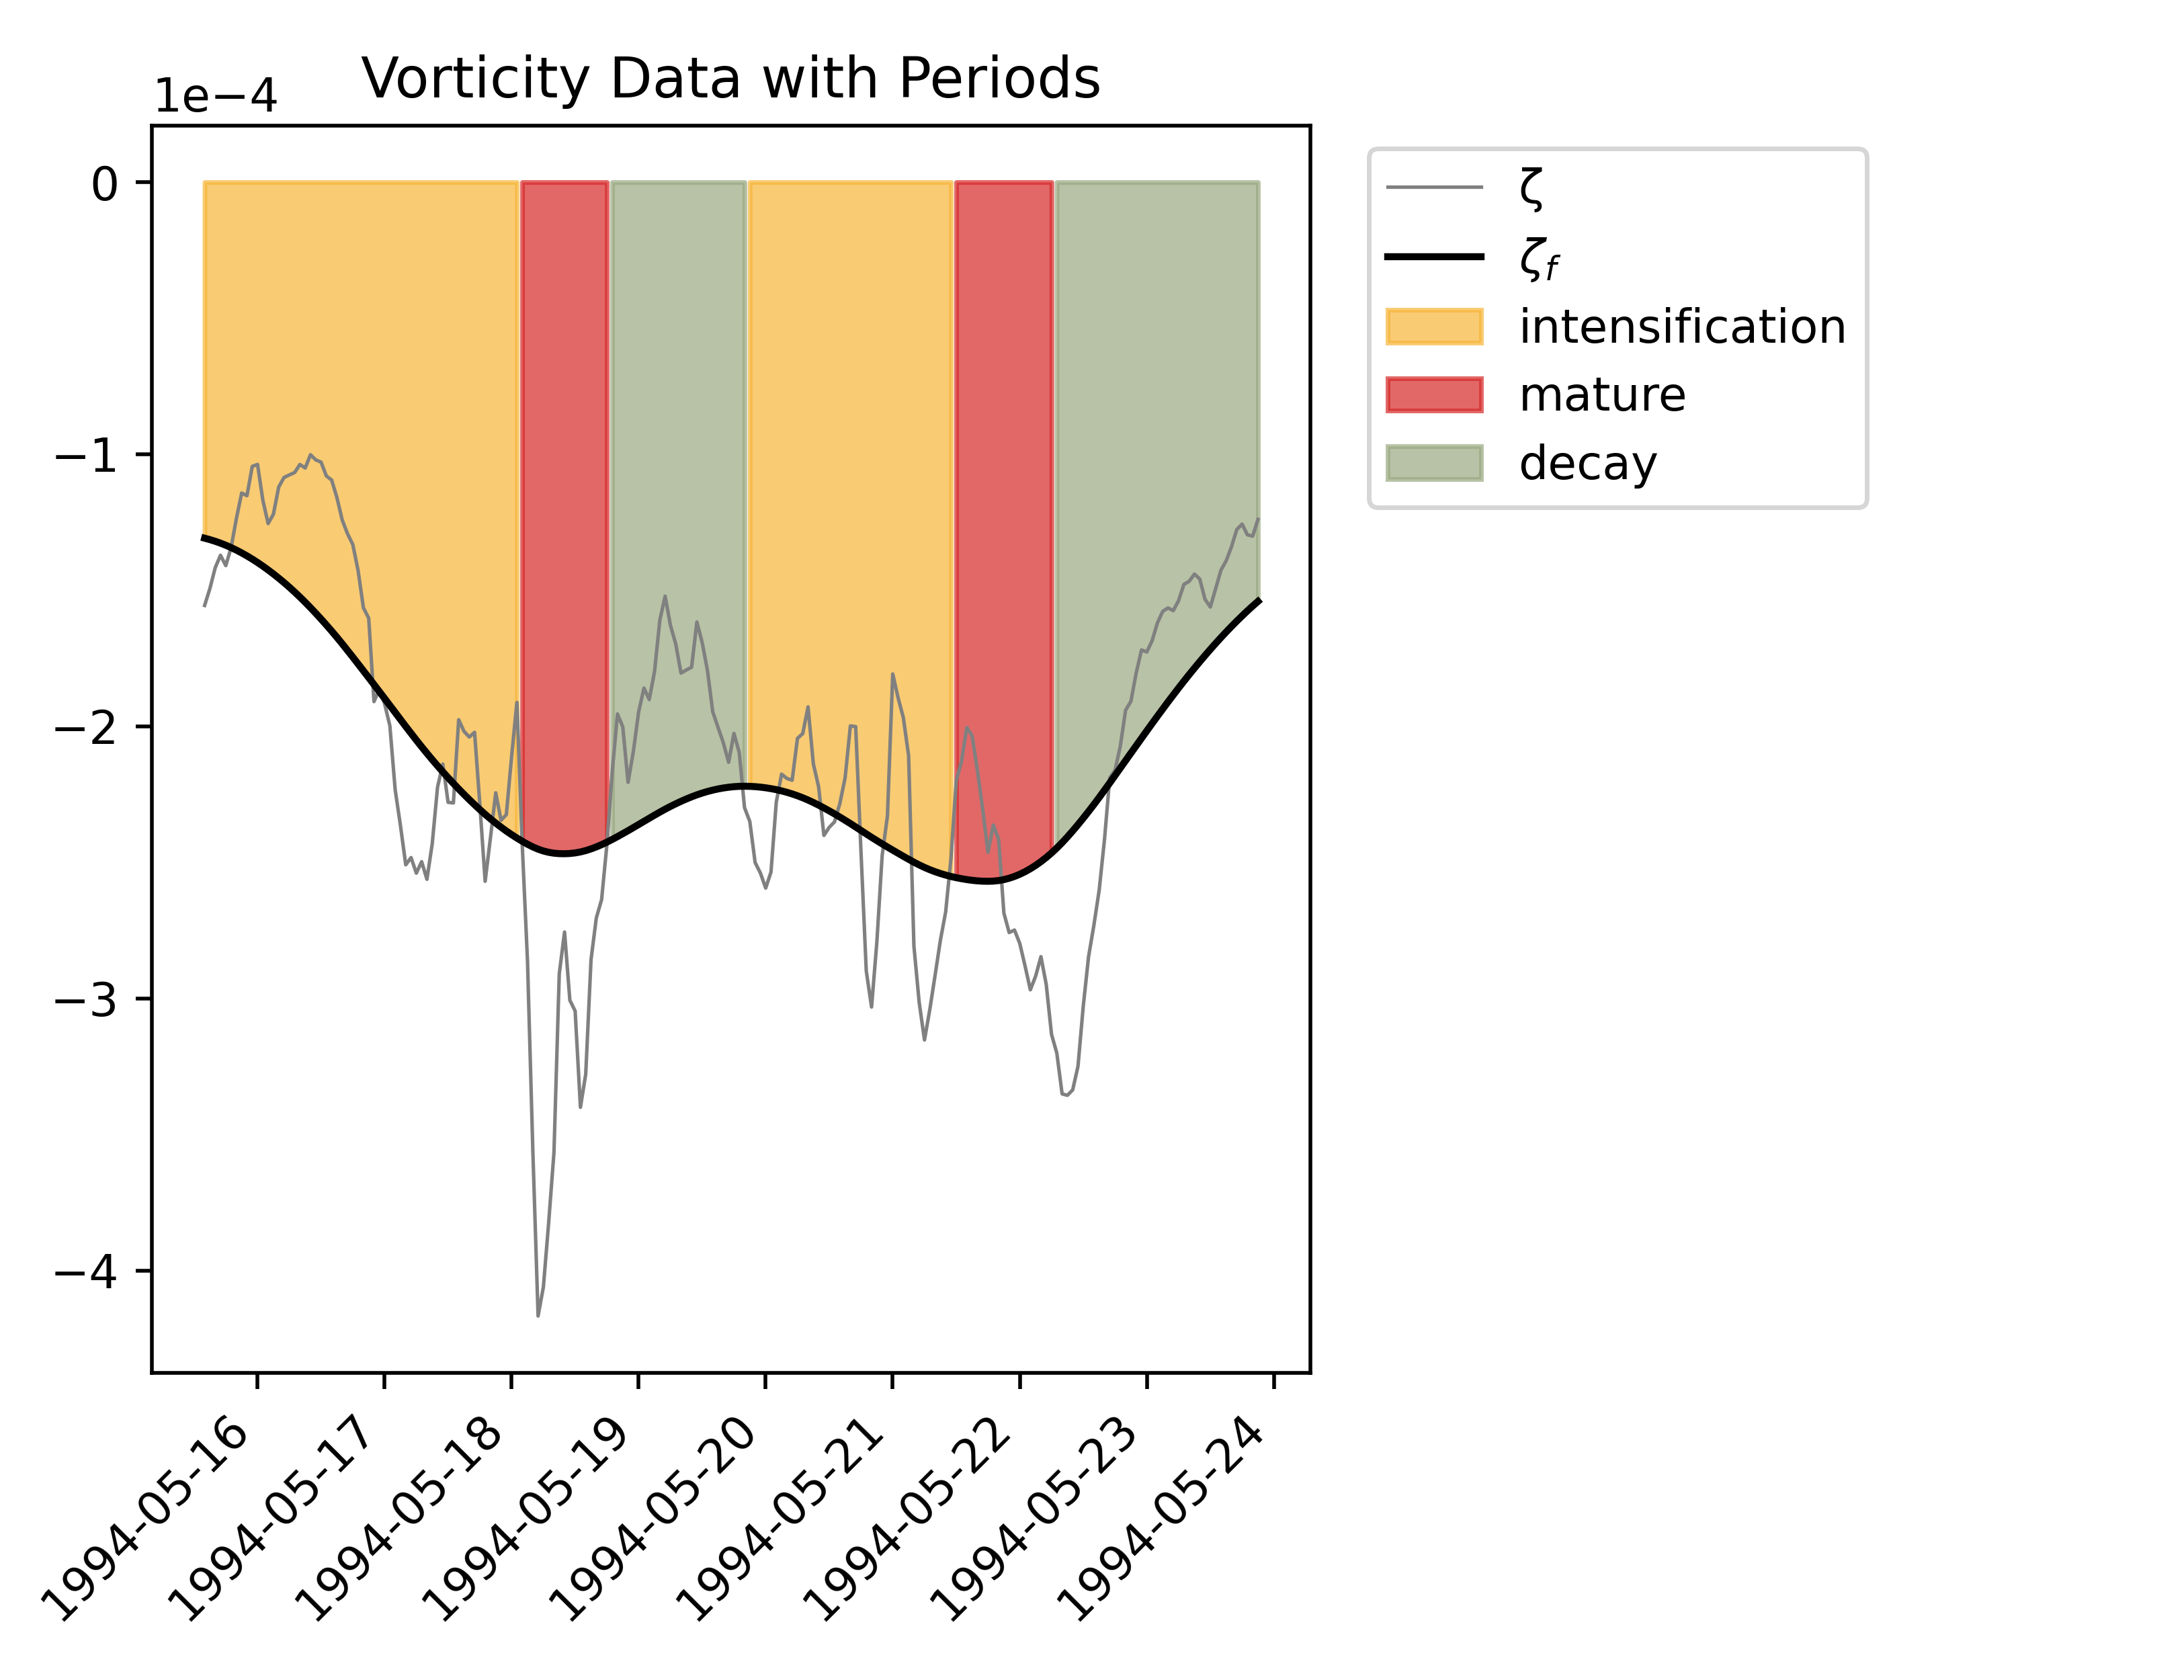 Vorticity Data with Periods
1e−4
0
−1
−2
−3
−4
1994-05-16
1994-05-17
1994-05-18
1994-05-19
1994-05-20
1994-05-21
1994-05-22
1994-05-23
1994-05-24
ζ
ζf
intensification
mature
decay